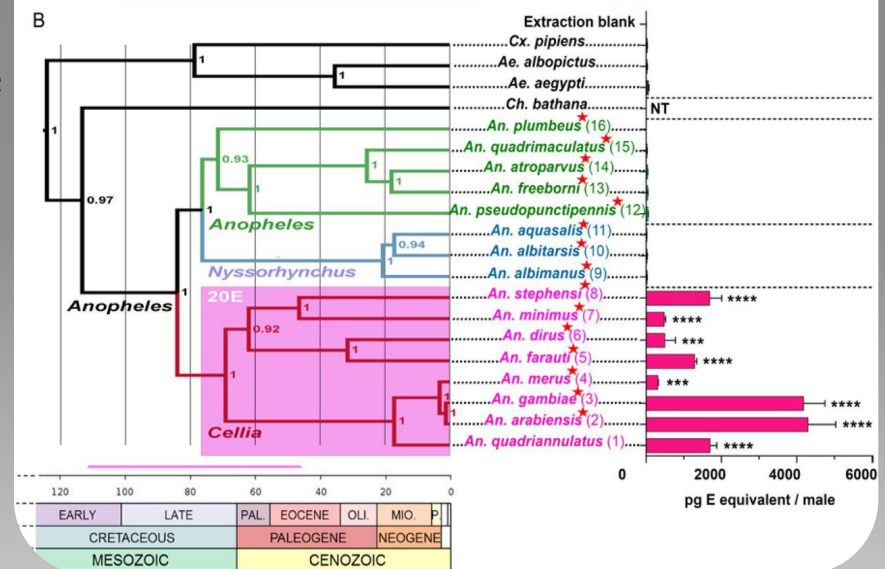 B
Extraction blank
Cx. pipiens
Ae. albopictus
1
1
Ae. aegypti
Ch. bathana
NT
1
An. plumbeus (16)
An. quadrimaculatus (15)
0.93
1
An. atroparvus (14)
1
1
An. freeborni (13)
0.97
An. pseudopunctipennis (12)
1
Anopheles
An. aquasalis (11)
0.94
An. albitarsis (10)
1
Nyssorhynchus
An. albimanus (9)
1
20E
An. stephensi (8)
****
Anopheles
1
An. minimus (7)
****
0.92
An. dirus (6)
***
1
An. farauti (5)
****
1
An. merus (4)
***
1
An. gambiae (3)
****
1
1
An. arabiensis (2)
****
Cellia
An. quadriannulatus (1)
****
0 2000 4000 6000
pg E equivalent / male
120 100 80 60 40 20 0
EARLY LATE PAL. EOCENE OLI. MIO. P.
CRETACEOUS PALEOGENE NEOGENE
MESOZOIC CENOZOIC